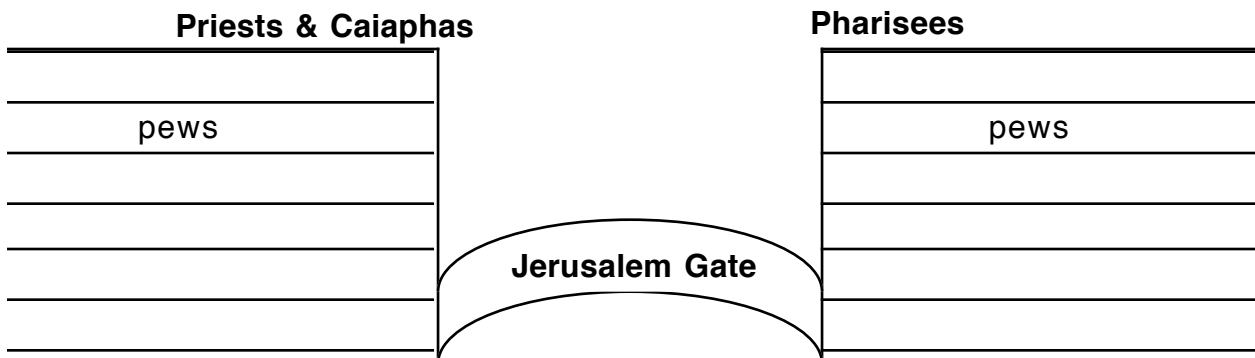 Priests & Caiaphas
Pharisees
pews
pews
Jerusalem Gate